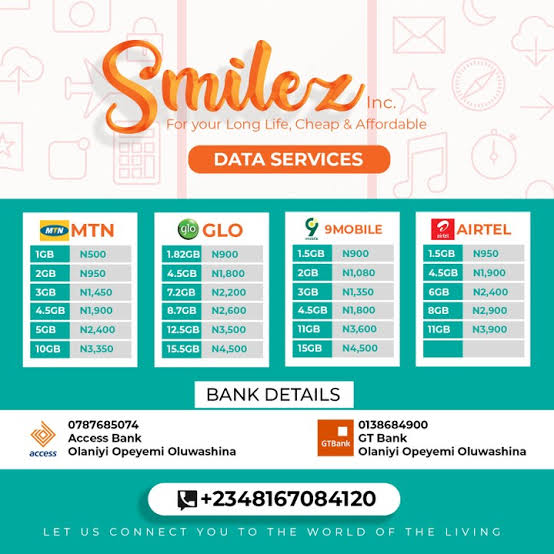 Smilez Inc.
For your Long Life, Cheap & Affordable
DATA SERVICES
MTN MTN
1GB N500
2GB N950
3GB N1,450
4.5GB N1,900
5GB N2,400
10GB N3,350
glo GLO
1.82GB N900
4.5GB N1,800
7.2GB N2,200
8.7GB N2,600
12.5GB N3,500
15.5GB N4,500
9mobile 9MOBILE
1.5GB N900
2GB N1,080
3GB N1,350
4.5GB N1,800
11GB N3,600
15GB N4,500
airtel AIRTEL
1.5GB N950
4.5GB N1,900
6GB N2,400
8GB N2,900
11GB N3,900
BANK DETAILS
access
0787685074
Access Bank
Olaniyi Opeyemi Oluwashina
GTBank
0138684900
GT Bank
Olaniyi Opeyemi Oluwashina
+2348167084120
LET US CONNECT YOU TO THE WORLD OF THE LIVING